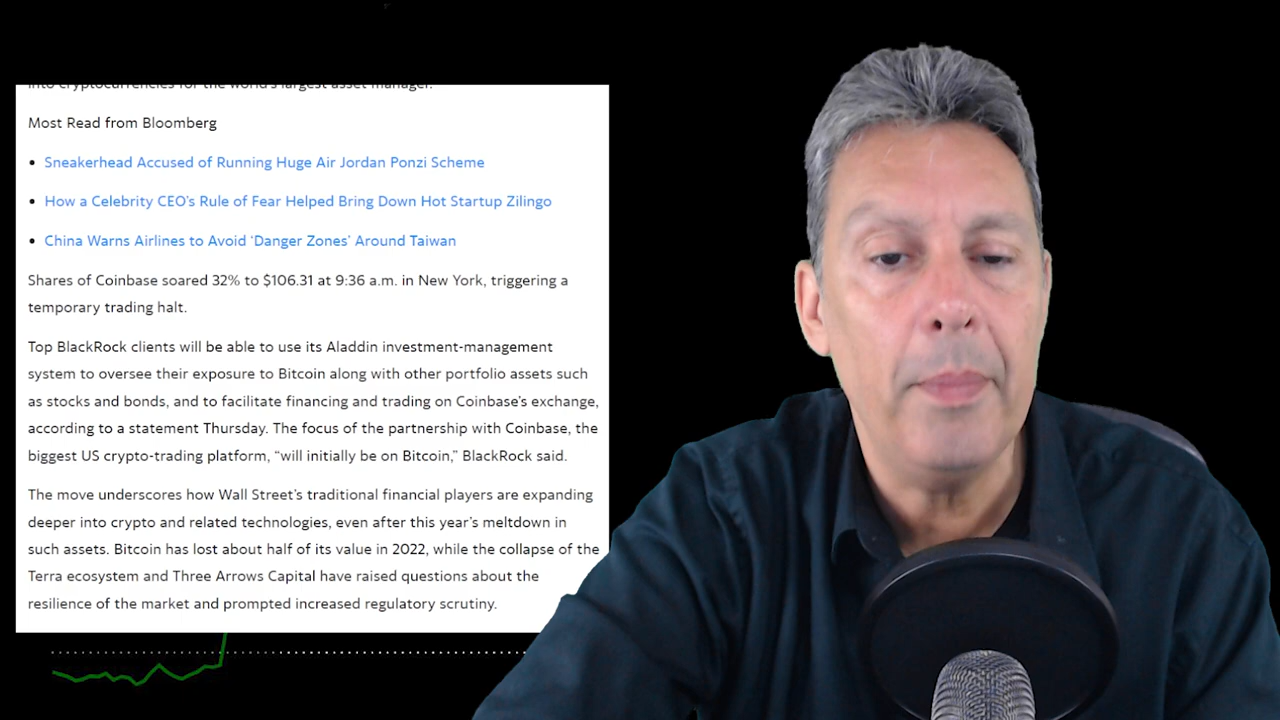 into cryptocurrencies for the world's largest asset manager.
Most Read from Bloomberg
• Sneakerhead Accused of Running Huge Air Jordan Ponzi Scheme
• How a Celebrity CEO's Rule of Fear Helped Bring Down Hot Startup Zilingo
• China Warns Airlines to Avoid 'Danger Zones' Around Taiwan
Shares of Coinbase soared 32% to $106.31 at 9:36 a.m. in New York, triggering a
temporary trading halt.
Top BlackRock clients will be able to use its Aladdin investment-management
system to oversee their exposure to Bitcoin along with other portfolio assets such
as stocks and bonds, and to facilitate financing and trading on Coinbase's exchange,
according to a statement Thursday. The focus of the partnership with Coinbase, the
biggest US crypto-trading platform, “will initially be on Bitcoin,” BlackRock said.
The move underscores how Wall Street's traditional financial players are expanding
deeper into crypto and related technologies, even after this year's meltdown in
such assets. Bitcoin has lost about half of its value in 2022, while the collapse of the
Terra ecosystem and Three Arrows Capital have raised questions about the
resilience of the market and prompted increased regulatory scrutiny.